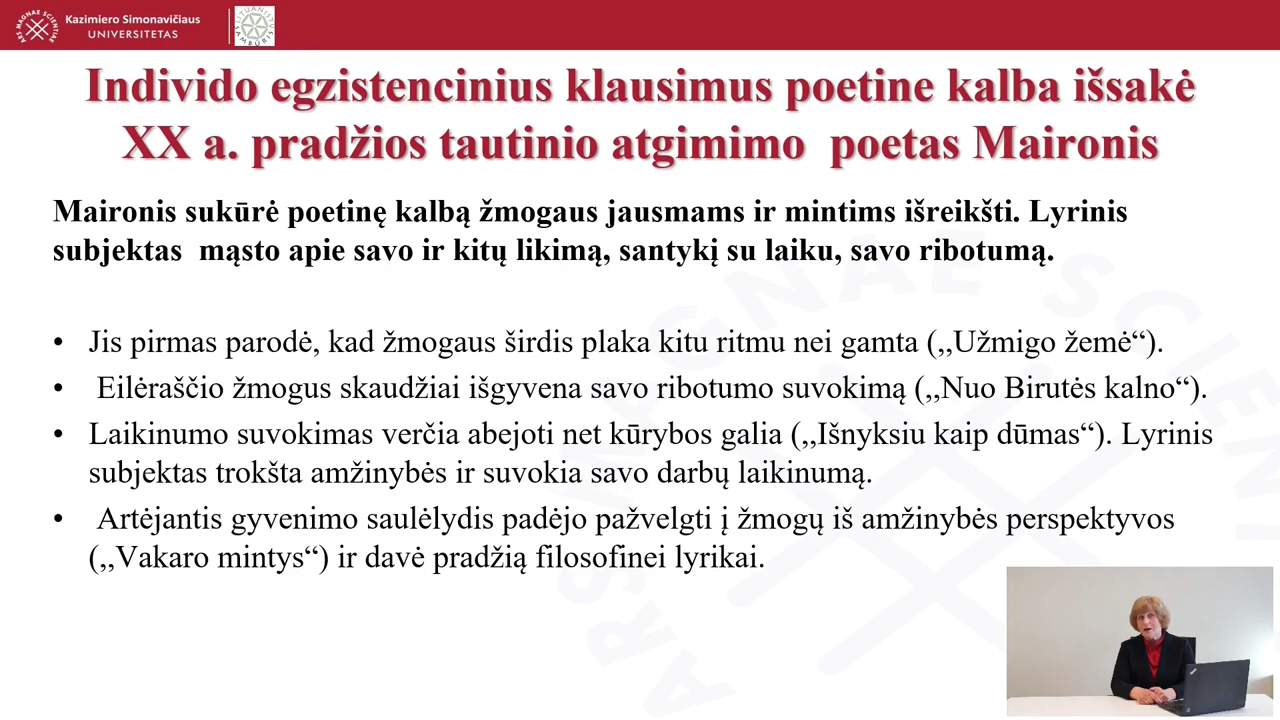 Kazimiero Simonavičiaus
UNIVERSITETAS
ARS MAGNAE SCIENTIAE
LITUANISTŲ SAMBŪRIS
Individo egzistencinius klausimus poetine kalba išsakė
XX a. pradžios tautinio atgimimo poetas Maironis
Maironis sukūrė poetinę kalbą žmogaus jausmams ir mintims išreikšti. Lyrinis
subjektas mąsto apie savo ir kitų likimą, santykį su laiku, savo ribotumą.
• Jis pirmas parodė, kad žmogaus širdis plaka kitu ritmu nei gamta (,,Užmigo žemė“).
• Eilėraščio žmogus skaudžiai išgyvena savo ribotumo suvokimą (,,Nuo Birutės kalno“).
• Laikinumo suvokimas verčia abejoti net kūrybos galia (,,Išnyksiu kaip dūmas“). Lyrinis
subjektas trokšta amžinybės ir suvokia savo darbų laikinumą.
• Artėjantis gyvenimo saulėlydis padėjo pažvelgti į žmogų iš amžinybės perspektyvos
(,,Vakaro mintys“) ir davė pradžią filosofinei lyrikai.